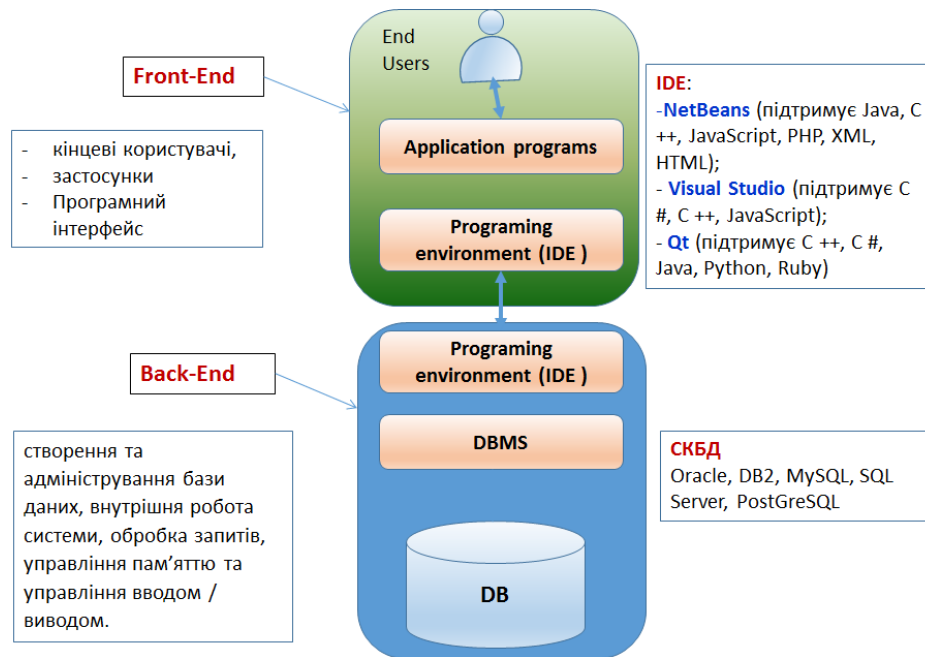 End
Users
Front-End
- кінцеві користувачі,
- застосунки
- Програмний
інтерфейс
Application programs
Programing
environment (IDE )
IDE:
-NetBeans (підтримує Java, C
++, JavaScript, PHP, XML,
HTML);
- Visual Studio (підтримує C
#, C ++, JavaScript);
- Qt (підтримує C ++, C #,
Java, Python, Ruby)
Back-End
створення та
адміністрування бази
даних, внутрішня робота
системи, обробка запитів,
управління пам’яттю та
управління вводом /
виводом.
Programing
environment (IDE )
DBMS
DB
СКБД
Oracle, DB2, MySQL, SQL
Server, PostGreSQL